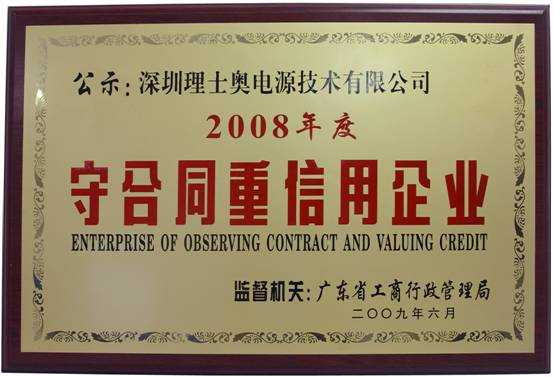 公示:深圳理士奥电源技术有限公司
2008年度
守合同重信用企业
ENTERPRISE OF OBSERVING CONTRACT AND VALUING CREDIT
监督机关:广东省工商行政管理局
二〇〇九年六月